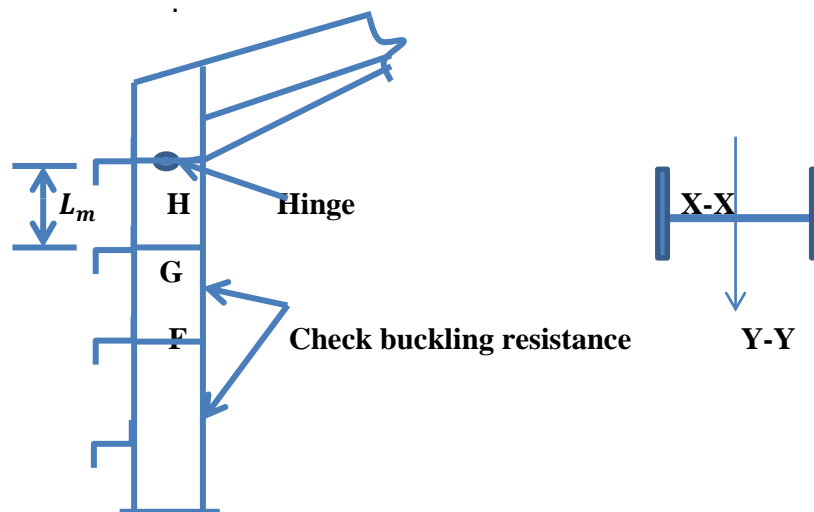 X-X
L_m
H
Hinge
G
F
Check buckling resistance
Y-Y